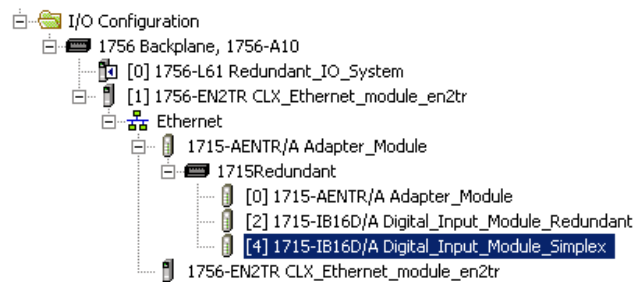 I/O Configuration
1756 Backplane, 1756-A10
[0] 1756-L61 Redundant_IO_System
[1] 1756-EN2TR CLX_Ethernet_module_en2tr
Ethernet
1715-AENTR/A Adapter_Module
1715Redundant
[0] 1715-AENTR/A Adapter_Module
[2] 1715-IB16D/A Digital_Input_Module_Redundant
[4] 1715-IB16D/A Digital_Input_Module_Simplex
1756-EN2TR CLX_Ethernet_module_en2tr